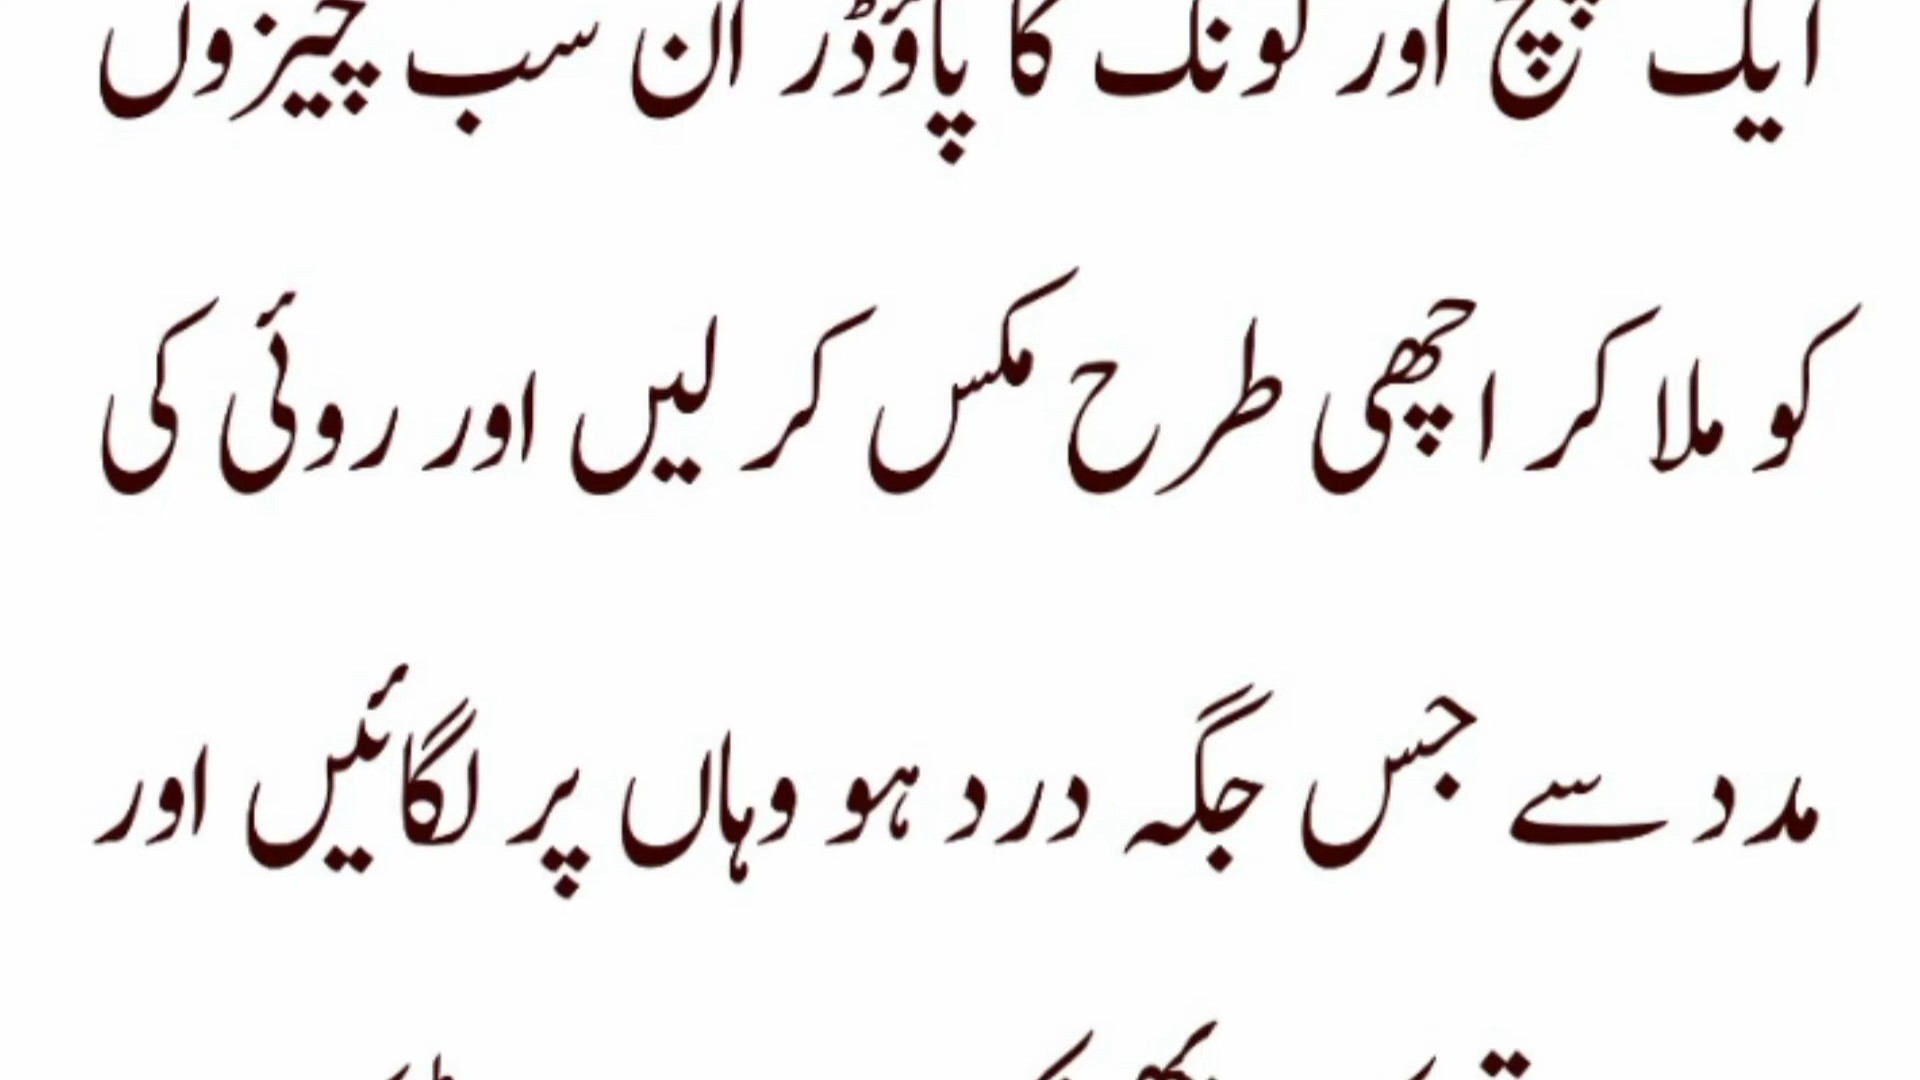 ایک چمچ اور لونگ کا پاؤڈر ان سب چیزوں
کو ملا کر اچھی طرح مکس کر لیں اور روئی کی
مدد سے جس جگہ درد ہو وہاں پر لگائیں اور